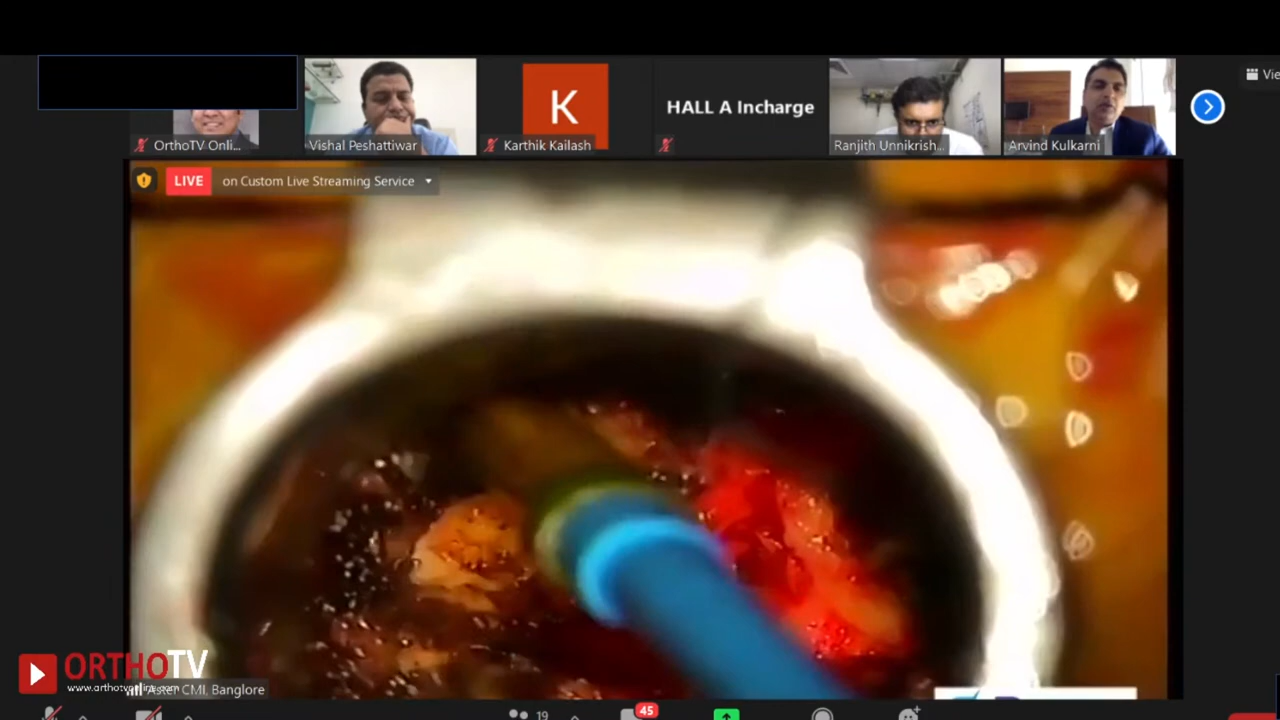 Vie
OrthoTV Onli...
Vishal Peshattiwar
K
Karthik Kailash
HALL A Incharge
Ranjith Unnikrish...
Arvind Kulkarni
LIVE
on Custom Live Streaming Service
ORTHOTV
CMI, Banglore
19
45